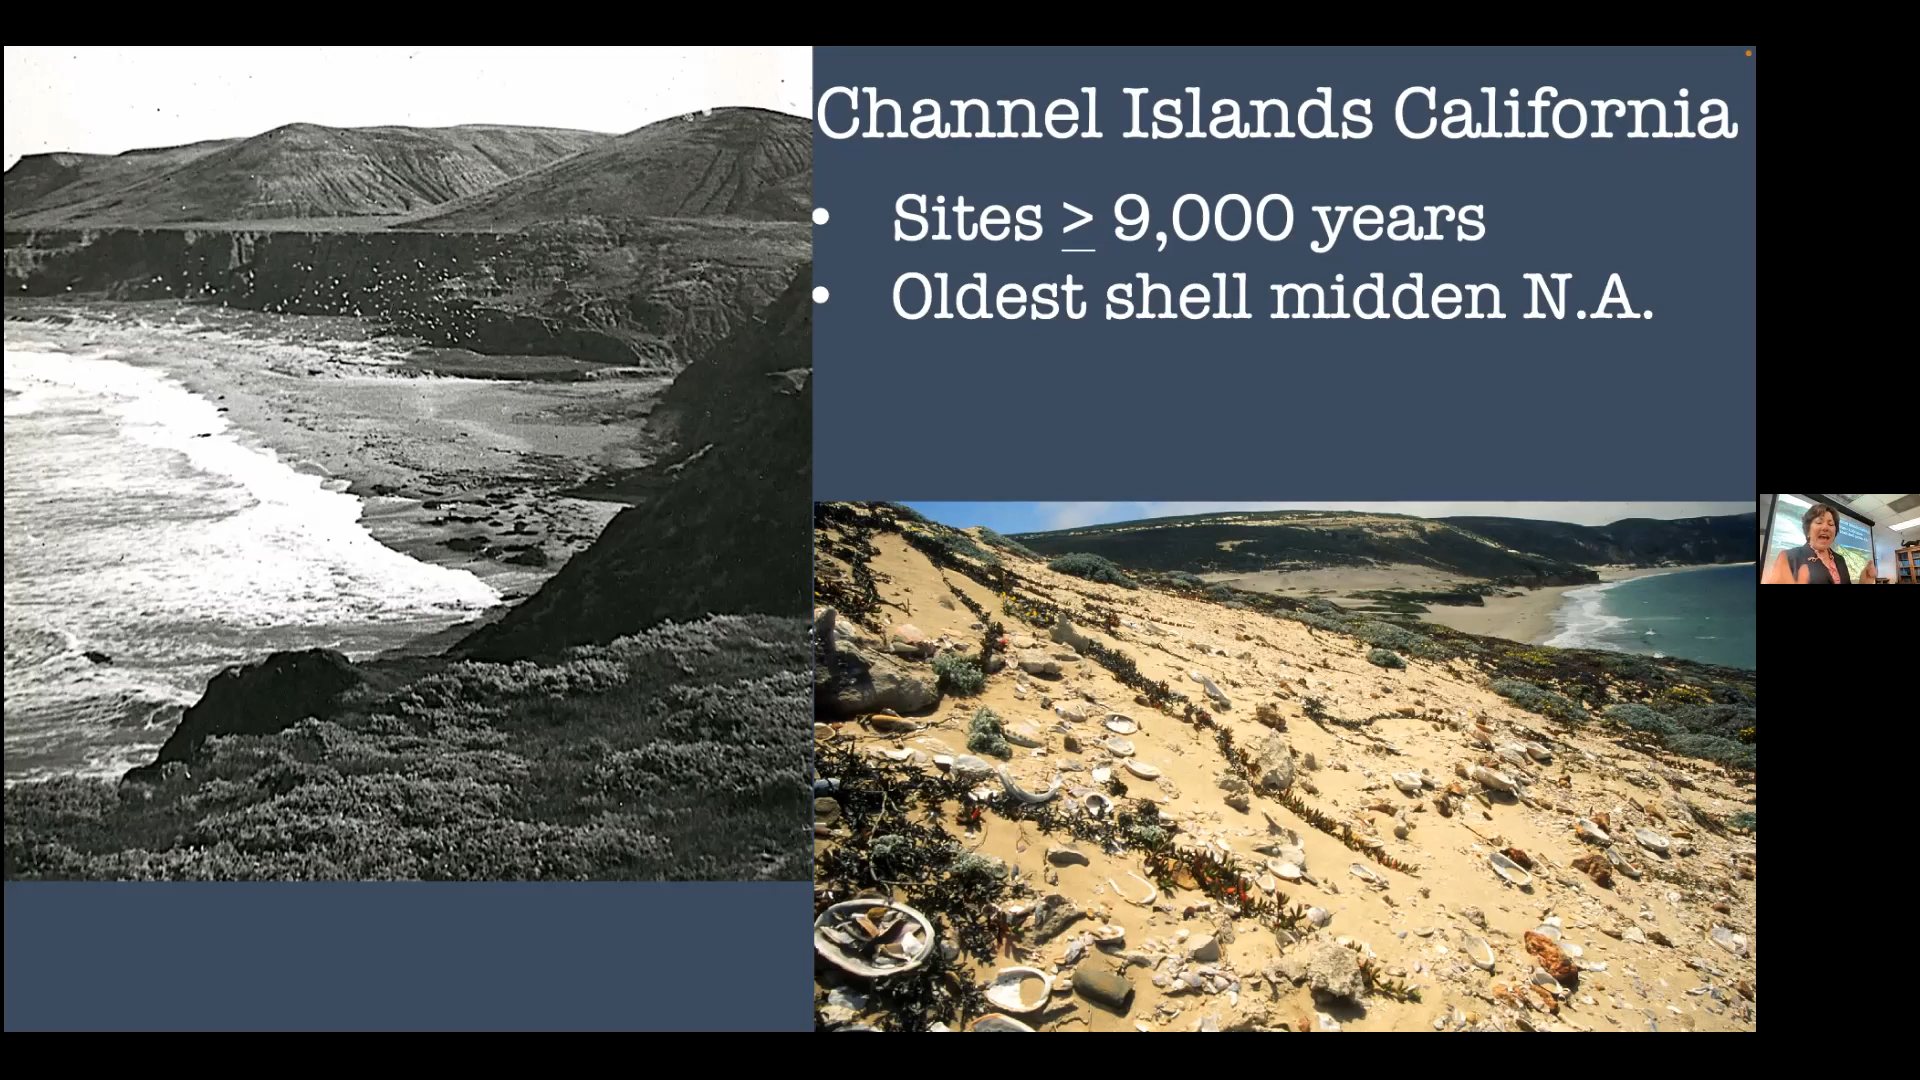 Channel Islands California
• Sites ≥ 9,000 years
• Oldest shell midden N.A.